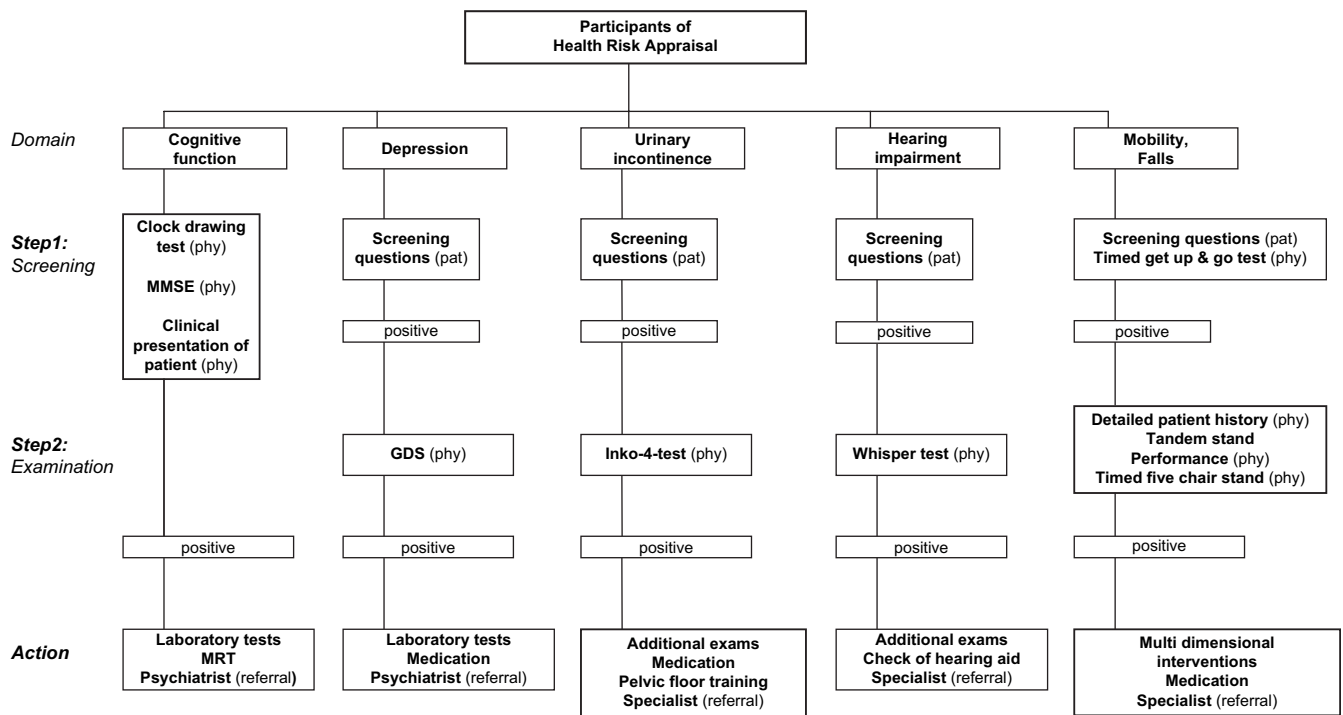 Participants of
Health Risk Appraisal
Domain
Cognitive
function
Depression
Urinary
incontinence
Hearing
impairment
Mobility,
Falls
Step1:
Screening
Clock drawing
test (phy)
MMSE (phy)
Clinical
presentation of
patient (phy)
Screening
questions (pat)
Screening
questions (pat)
Screening
questions (pat)
Screening questions (pat)
Timed get up & go test (phy)
positive
positive
positive
positive
Step2:
Examination
GDS (phy)
Inko-4-test (phy)
Whisper test (phy)
Detailed patient history (phy)
Tandem stand
Performance (phy)
Timed five chair stand (phy)
positive
positive
positive
positive
positive
Action
Laboratory tests
MRT
Psychiatrist (referral)
Laboratory tests
Medication
Psychiatrist (referral)
Additional exams
Medication
Pelvic floor training
Specialist (referral)
Additional exams
Check of hearing aid
Specialist (referral)
Multi dimensional
interventions
Medication
Specialist (referral)